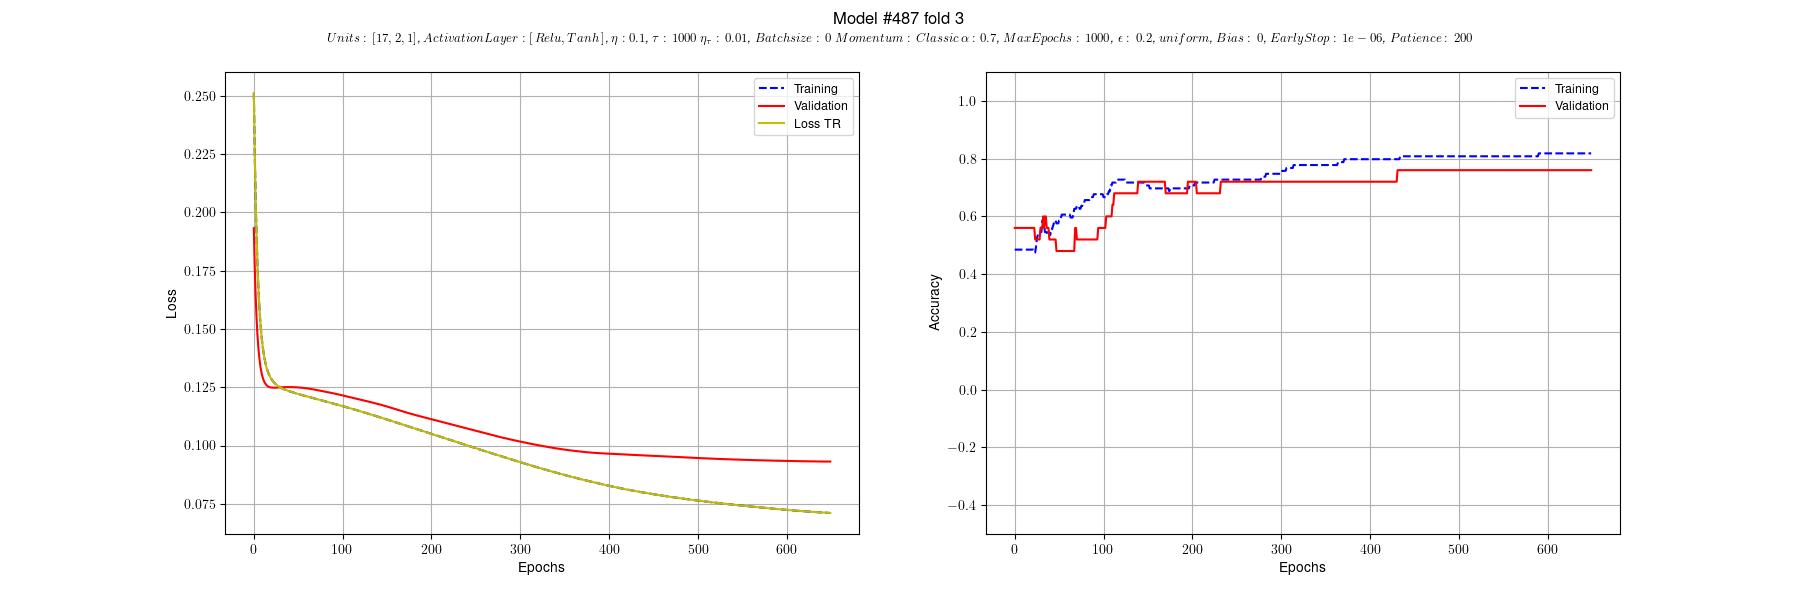 Model #487 fold 3
Units : [17, 2, 1], ActivationLayer : [Relu, Tanh], η : 0.1, τ : 1000 ητ : 0.01, Batchsize : 0 Momentum : Classic α : 0.7, MaxEpochs : 1000, ϵ : 0.2, uniform, Bias : 0, EarlyStop : 1e − 06, Patience : 200
Loss
0.250
0.225
0.200
0.175
0.150
0.125
0.100
0.075
Training
Validation
Loss TR
0 100 200 300 400 500 600
Epochs
Accuracy
1.0
0.8
0.6
0.4
0.2
0.0
−0.2
−0.4
Training
Validation
0 100 200 300 400 500 600
Epochs